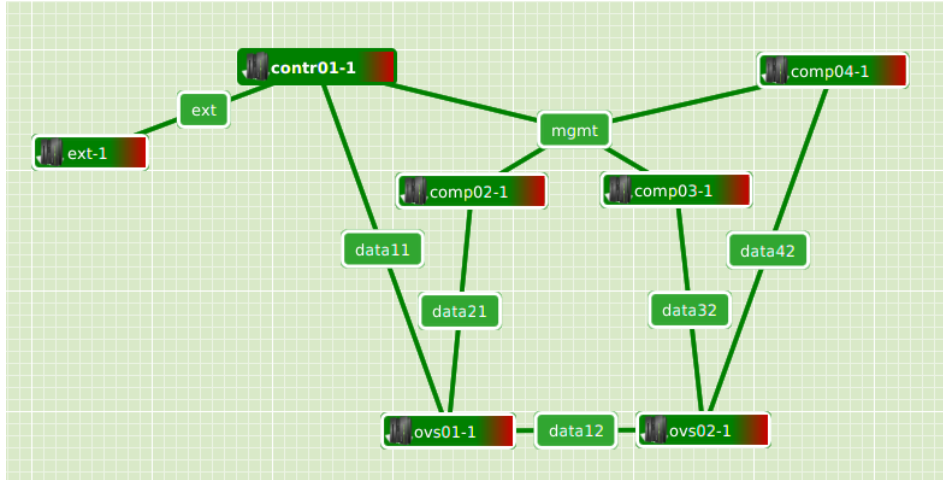 contr01-1
comp04-1
ext
mgmt
ext-1
comp02-1
comp03-1
data11
data42
data21
data32
ovs01-1
data12
ovs02-1